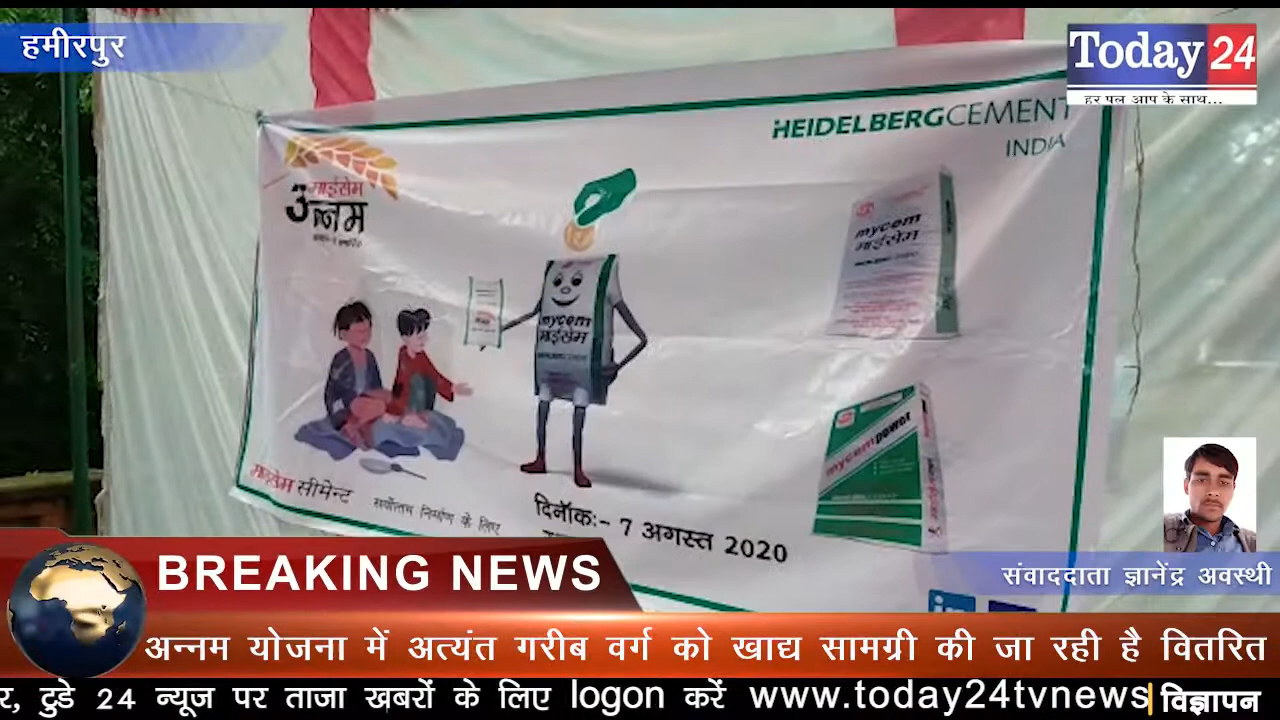 हमीरपुर
Today 24
हर पल आप के साथ...
HEIDELBERGCEMENT
INDIA
माईसेम
उन्नम
mycem
माईसेम
mycem
माईसेम
mycem power
माईसेम सीमेन्ट
सर्वोत्तम निर्माण के लिए
दिनॉक:- 7 अगस्त 2020
BREAKING NEWS
संवाददाता ज्ञानेंद्र अवस्थी
अन्नम योजना में अत्यंत गरीब वर्ग को खाद्य सामग्री की जा रही है वितरित
र, टुडे 24 न्यूज पर ताजा खबरों के लिए logon करें www.today24tvnews
विज्ञापन